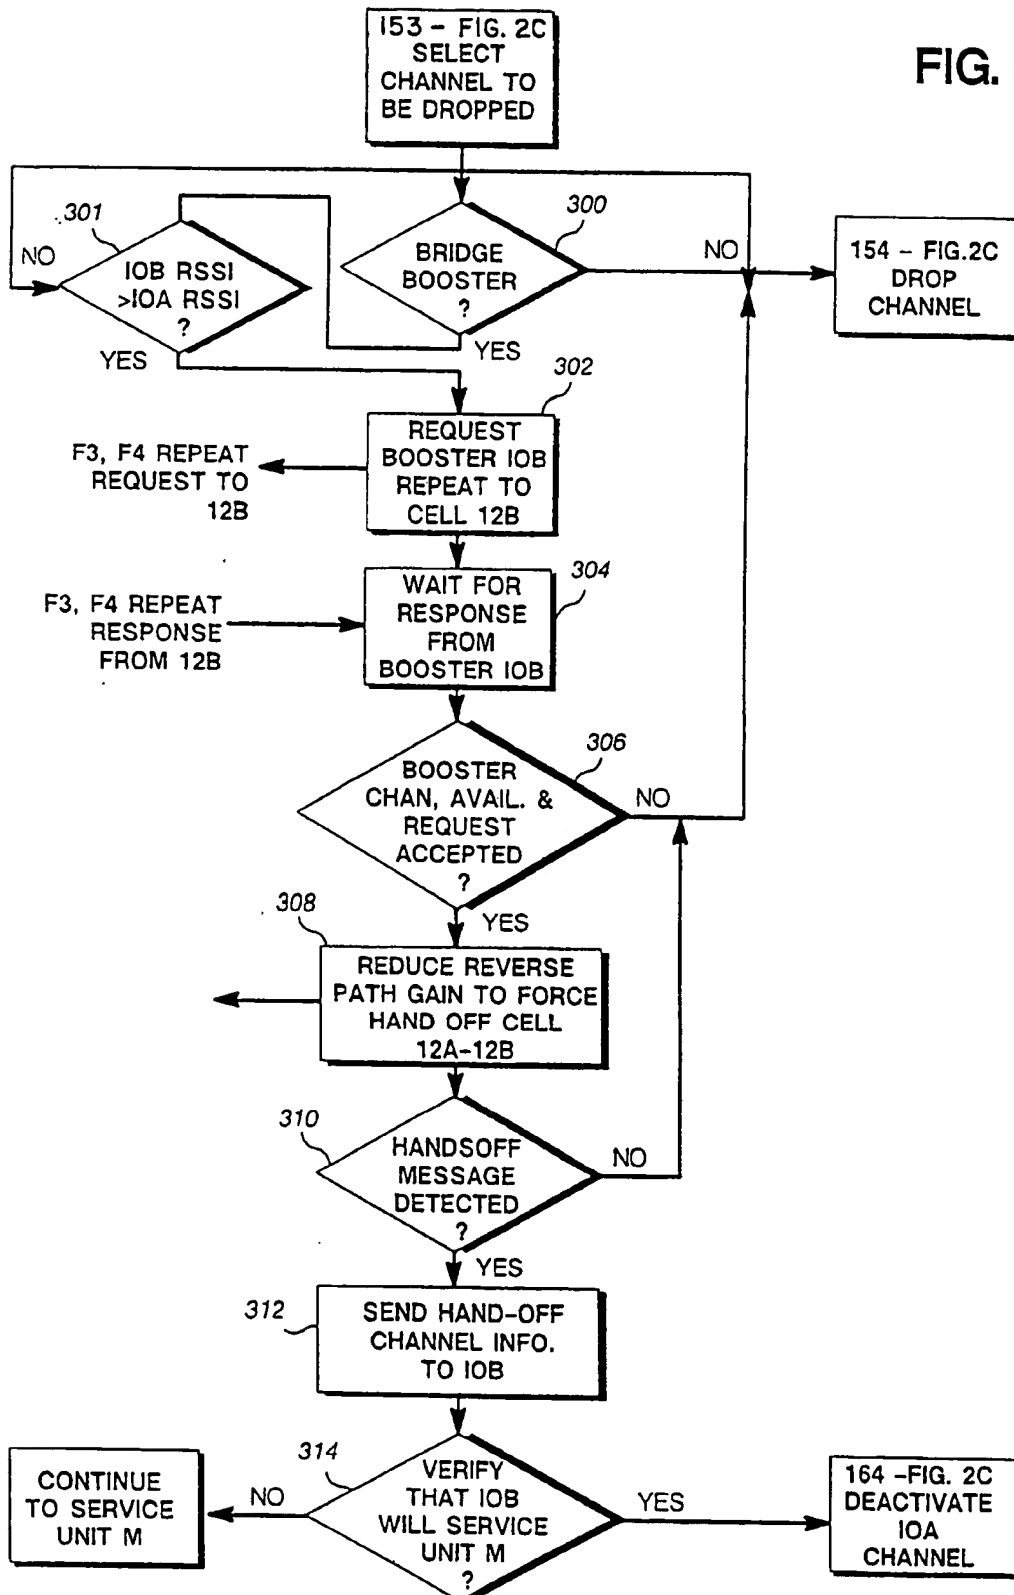 153 - FIG. 2C
SELECT
CHANNEL TO
BE DROPPED
FIG.
301
300
NO
IOB RSSI
>IOA RSSI
?
YES
BRIDGE
BOOSTER
?
YES
NO
154 - FIG.2C
DROP
CHANNEL
302
REQUEST
BOOSTER IOB
REPEAT TO
CELL 12B
F3, F4 REPEAT
REQUEST TO
12B
304
WAIT FOR
RESPONSE
FROM
BOOSTER IOB
F3, F4 REPEAT
RESPONSE
FROM 12B
306
BOOSTER
CHAN, AVAIL. &
REQUEST
ACCEPTED
?
NO
YES
308
REDUCE REVERSE
PATH GAIN TO FORCE
HAND OFF CELL
12A-12B
310
HANDSOFF
MESSAGE
DETECTED
?
NO
YES
312
SEND HAND-OFF
CHANNEL INFO.
TO IOB
314
VERIFY
THAT IOB
WILL SERVICE
UNIT M
?
NO
CONTINUE
TO SERVICE
UNIT M
YES
164 -FIG. 2C
DEACTIVATE
IOA
CHANNEL